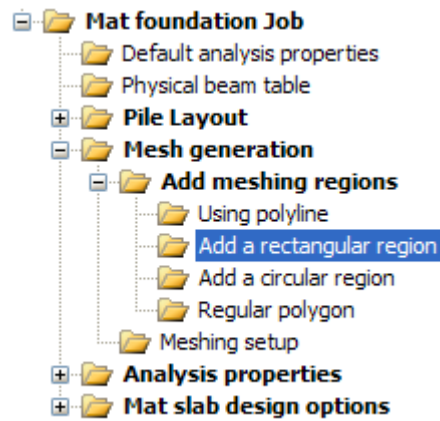 Mat foundation Job
Default analysis properties
Physical beam table
Pile Layout
Mesh generation
Add meshing regions
Using polyline
Add a rectangular region
Add a circular region
Regular polygon
Meshing setup
Analysis properties
Mat slab design options